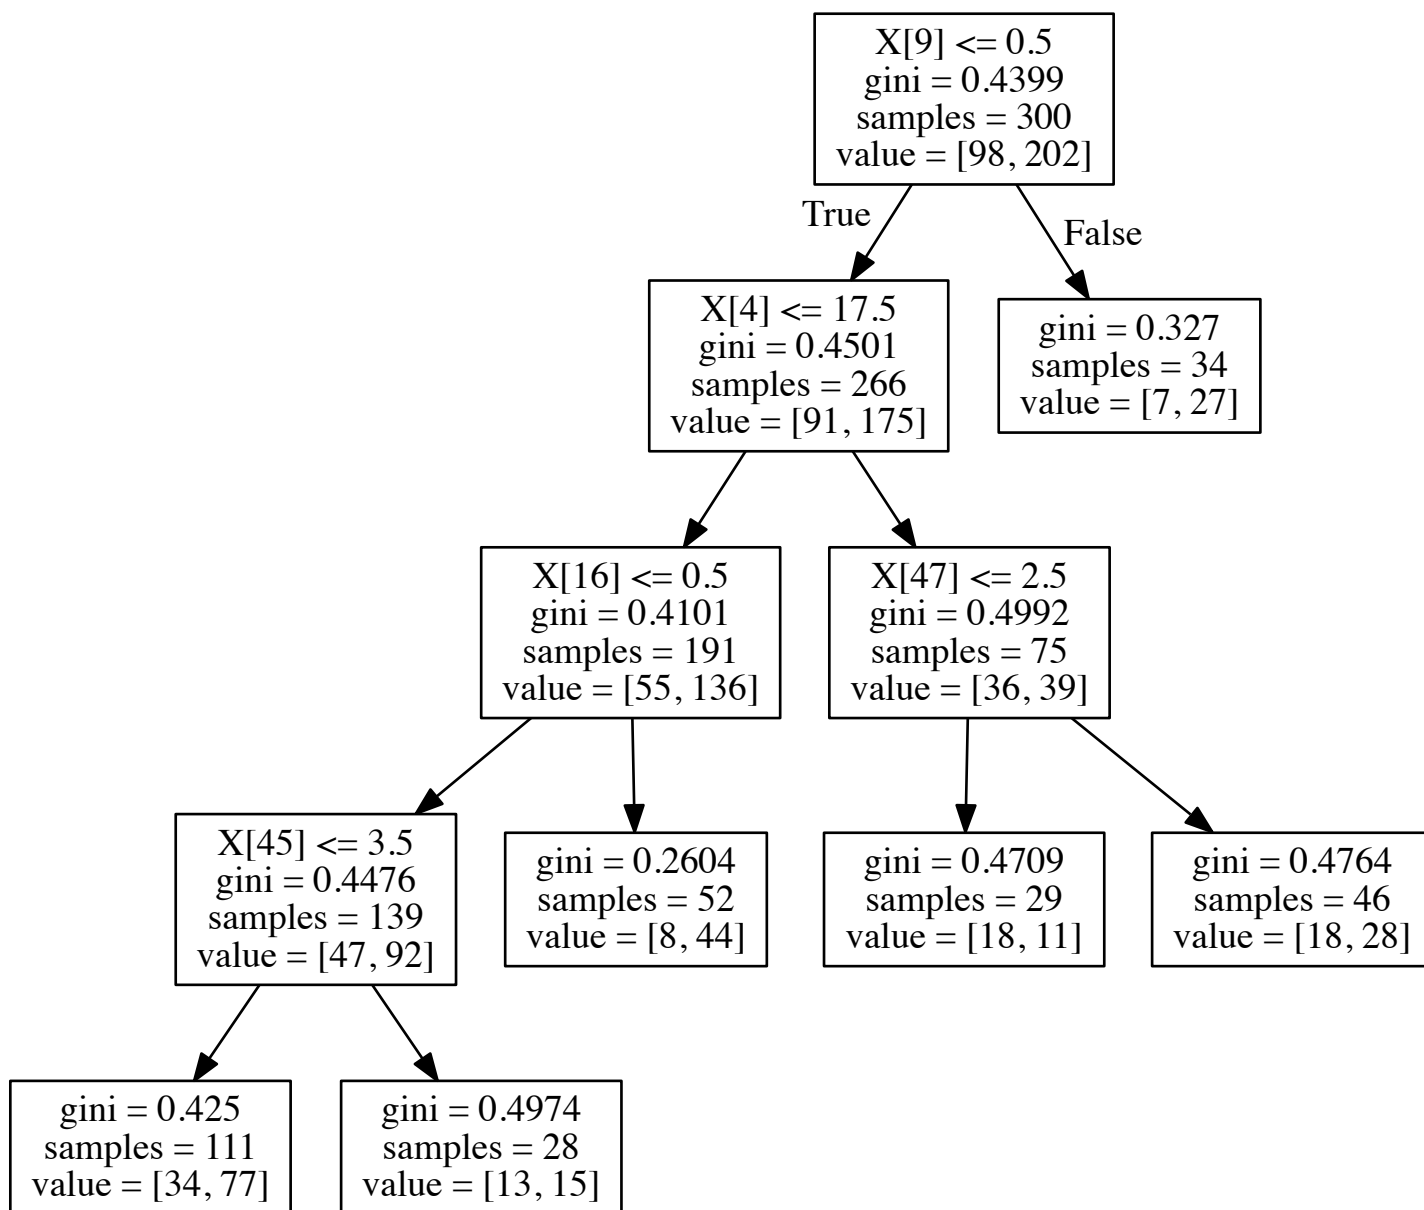 X[9] <= 0.5
gini = 0.4399
samples = 300
value = [98, 202]
True
False
X[4] <= 17.5
gini = 0.4501
samples = 266
value = [91, 175]
gini = 0.327
samples = 34
value = [7, 27]
X[16] <= 0.5
gini = 0.4101
samples = 191
value = [55, 136]
X[47] <= 2.5
gini = 0.4992
samples = 75
value = [36, 39]
X[45] <= 3.5
gini = 0.4476
samples = 139
value = [47, 92]
gini = 0.2604
samples = 52
value = [8, 44]
gini = 0.4709
samples = 29
value = [18, 11]
gini = 0.4764
samples = 46
value = [18, 28]
gini = 0.425
samples = 111
value = [34, 77]
gini = 0.4974
samples = 28
value = [13, 15]